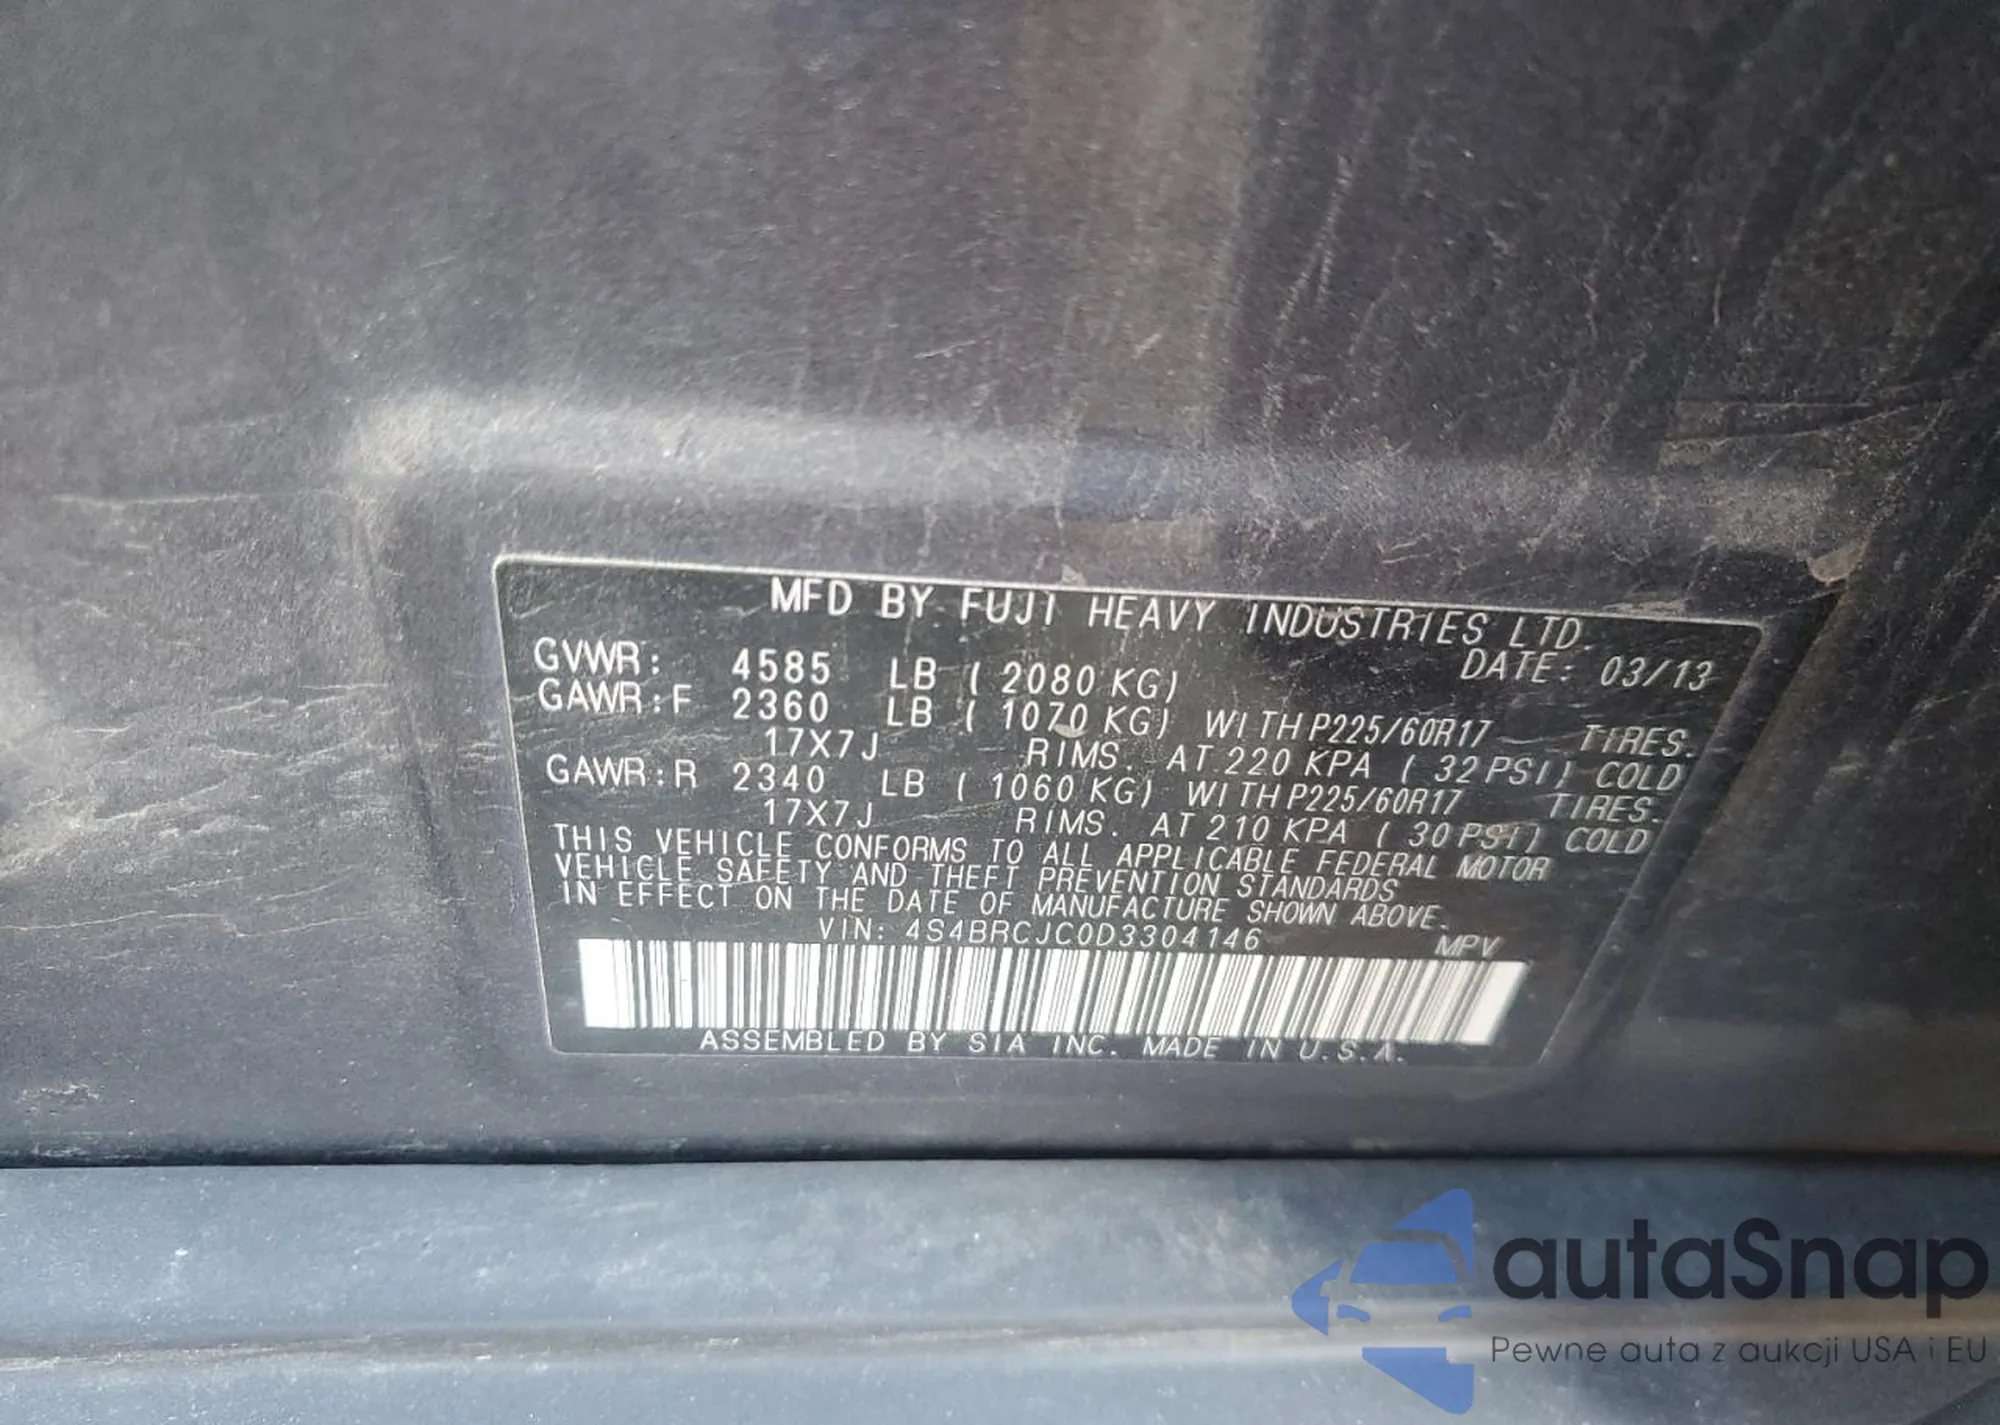 MFD BY FUJI HEAVY INDUSTRIES LTD.
DATE: 03/13
GVWR: 4585 LB ( 2080 KG)
GAWR:F 2360 LB ( 1070 KG) WITH P225/60R17 TIRES.
17X7J RIMS. AT 220 KPA ( 32 PSI) COLD
GAWR:R 2340 LB ( 1060 KG) WITH P225/60R17 TIRES.
17X7J RIMS. AT 210 KPA ( 30 PSI) COLD
THIS VEHICLE CONFORMS TO ALL APPLICABLE FEDERAL MOTOR
VEHICLE SAFETY AND THEFT PREVENTION STANDARDS
IN EFFECT ON THE DATE OF MANUFACTURE SHOWN ABOVE.
VIN: 4S4BRCJC0D3304146 MPV
ASSEMBLED BY SIA INC. MADE IN U.S.A.
autaSnap
Pewne auta z aukcji USA i EU